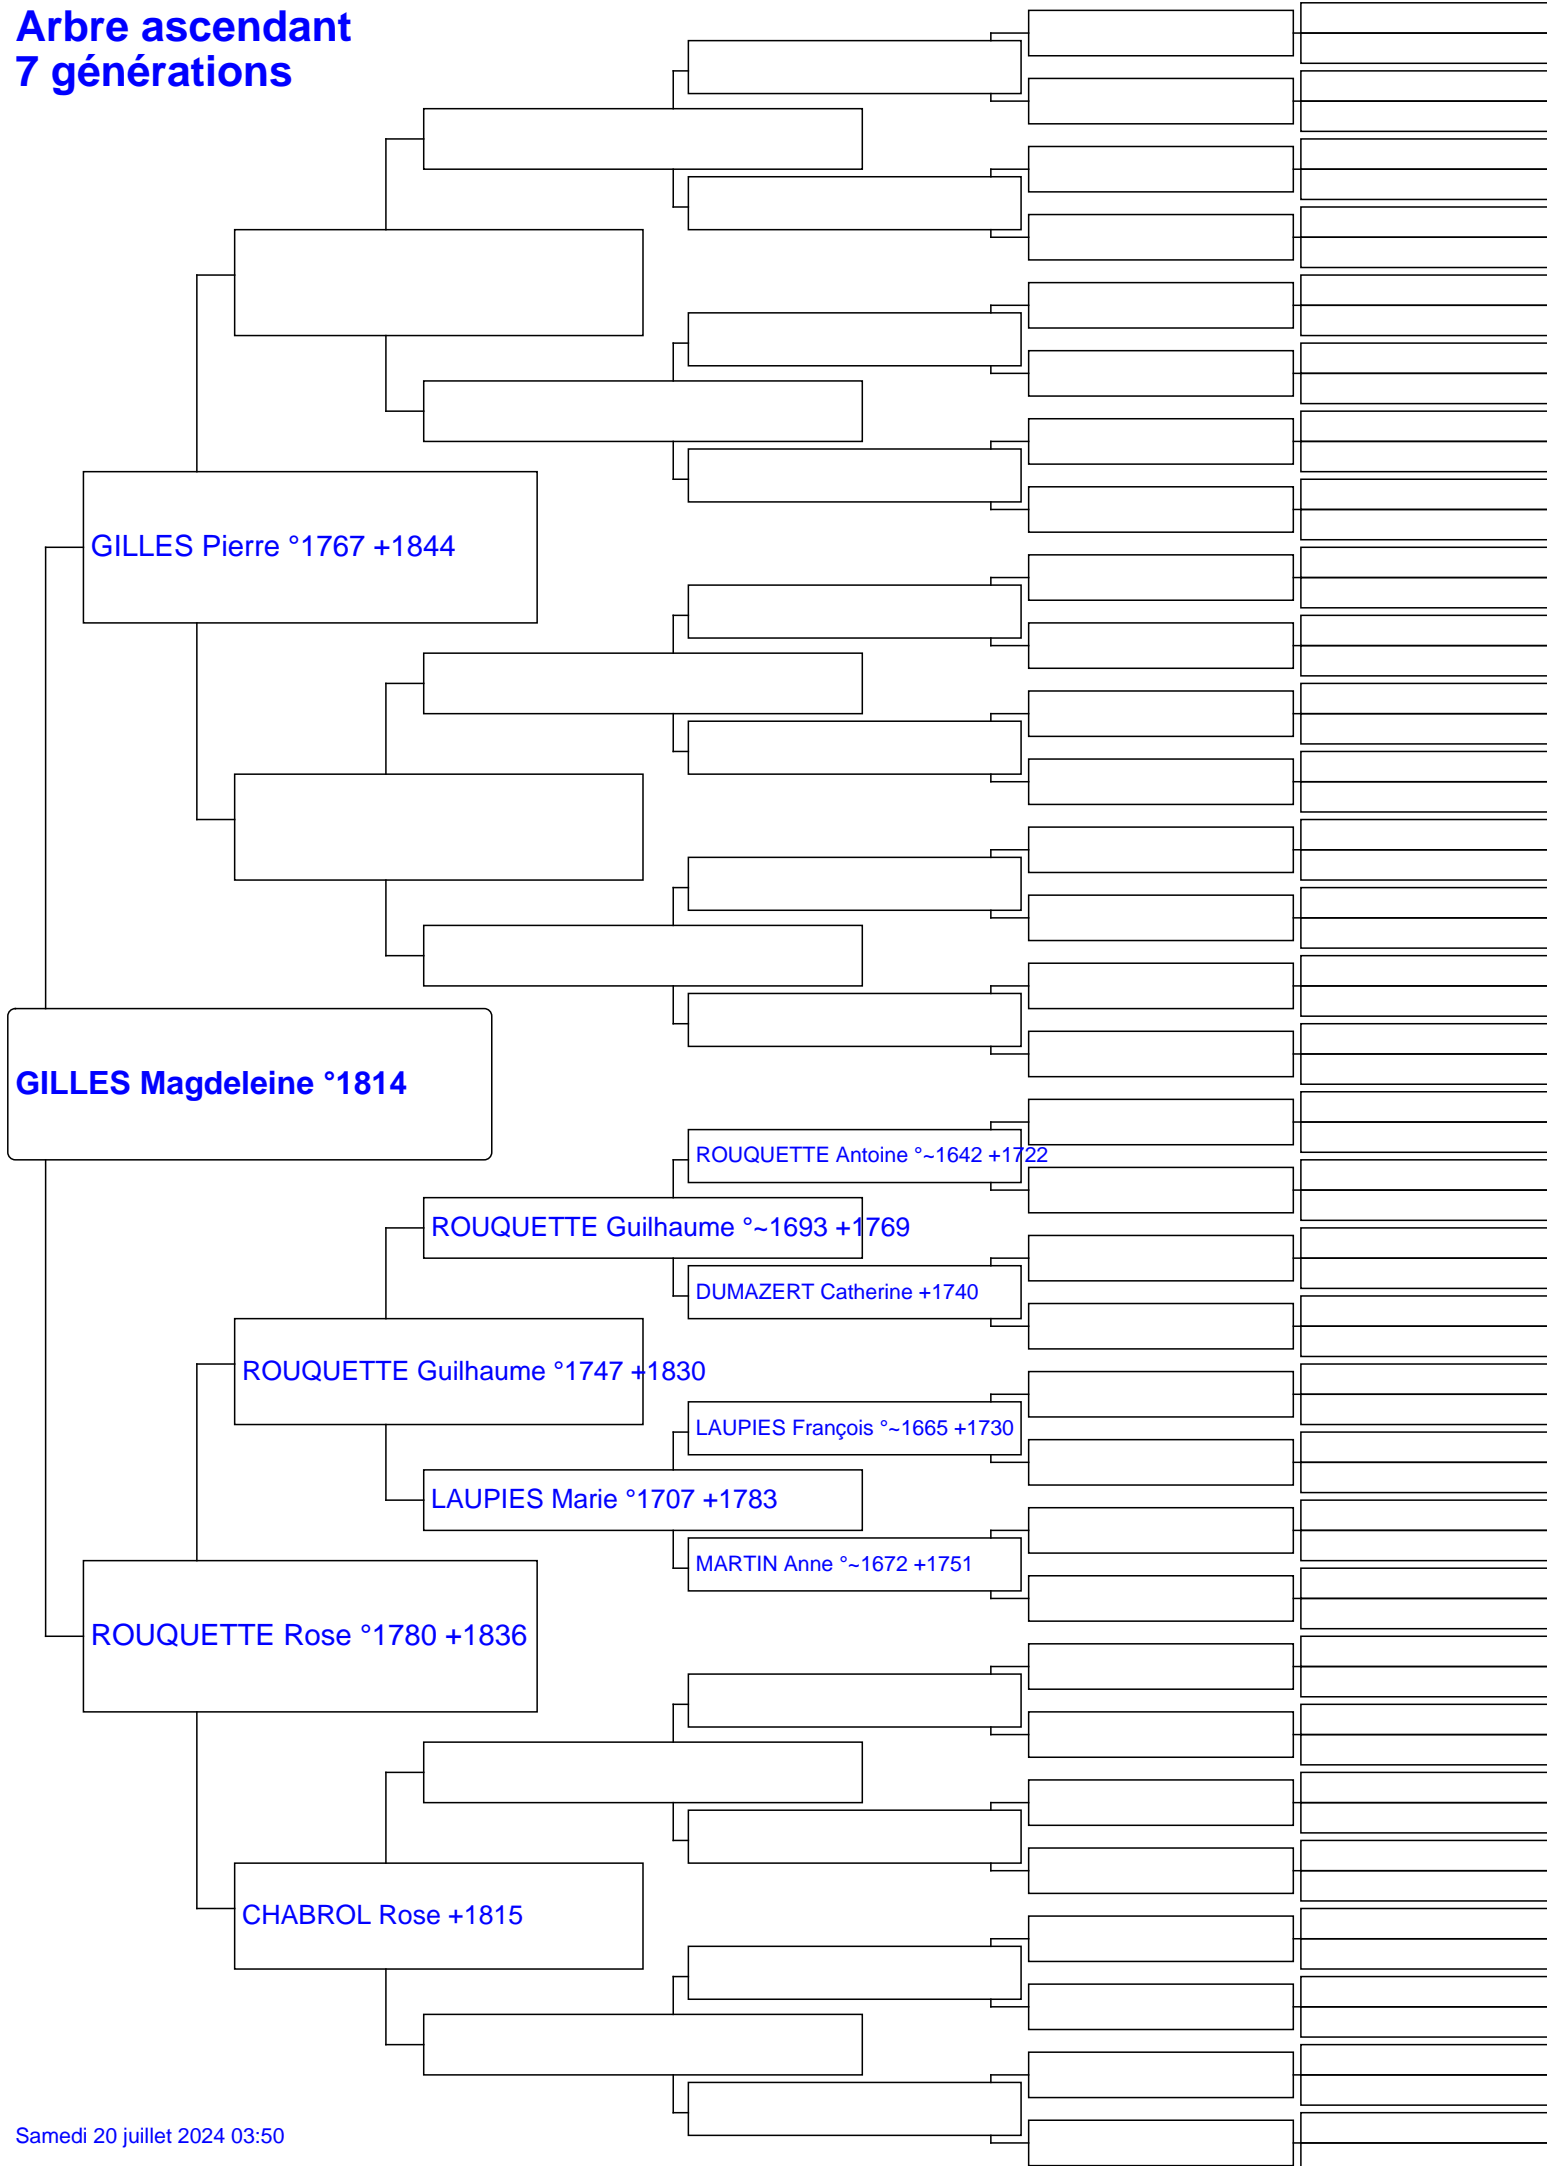 Arbre ascendant
7 générations
GILLES Pierre °1767 +1844
GILLES Magdeleine °1814
ROUQUETTE Antoine °~1642 +1722
ROUQUETTE Guilhaume °~1693 +1769
DUMAZERT Catherine +1740
ROUQUETTE Guilhaume °1747 +1830
LAUPIES François °~1665 +1730
LAUPIES Marie °1707 +1783
MARTIN Anne °~1672 +1751
ROUQUETTE Rose °1780 +1836
CHABROL Rose +1815
Samedi 20 juillet 2024 03:50